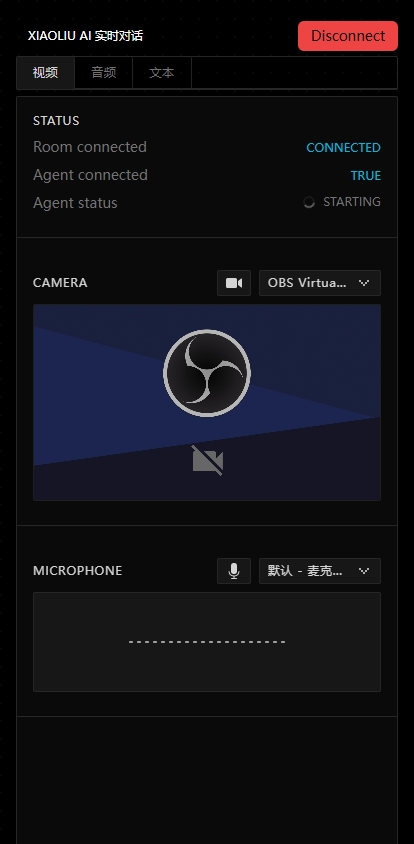 XIAOLIU AI 实时对话
Disconnect
视频 音频 文本
STATUS
Room connected CONNECTED
Agent connected TRUE
Agent status STARTING
CAMERA OBS Virtua...
MICROPHONE 默认 - 麦克...